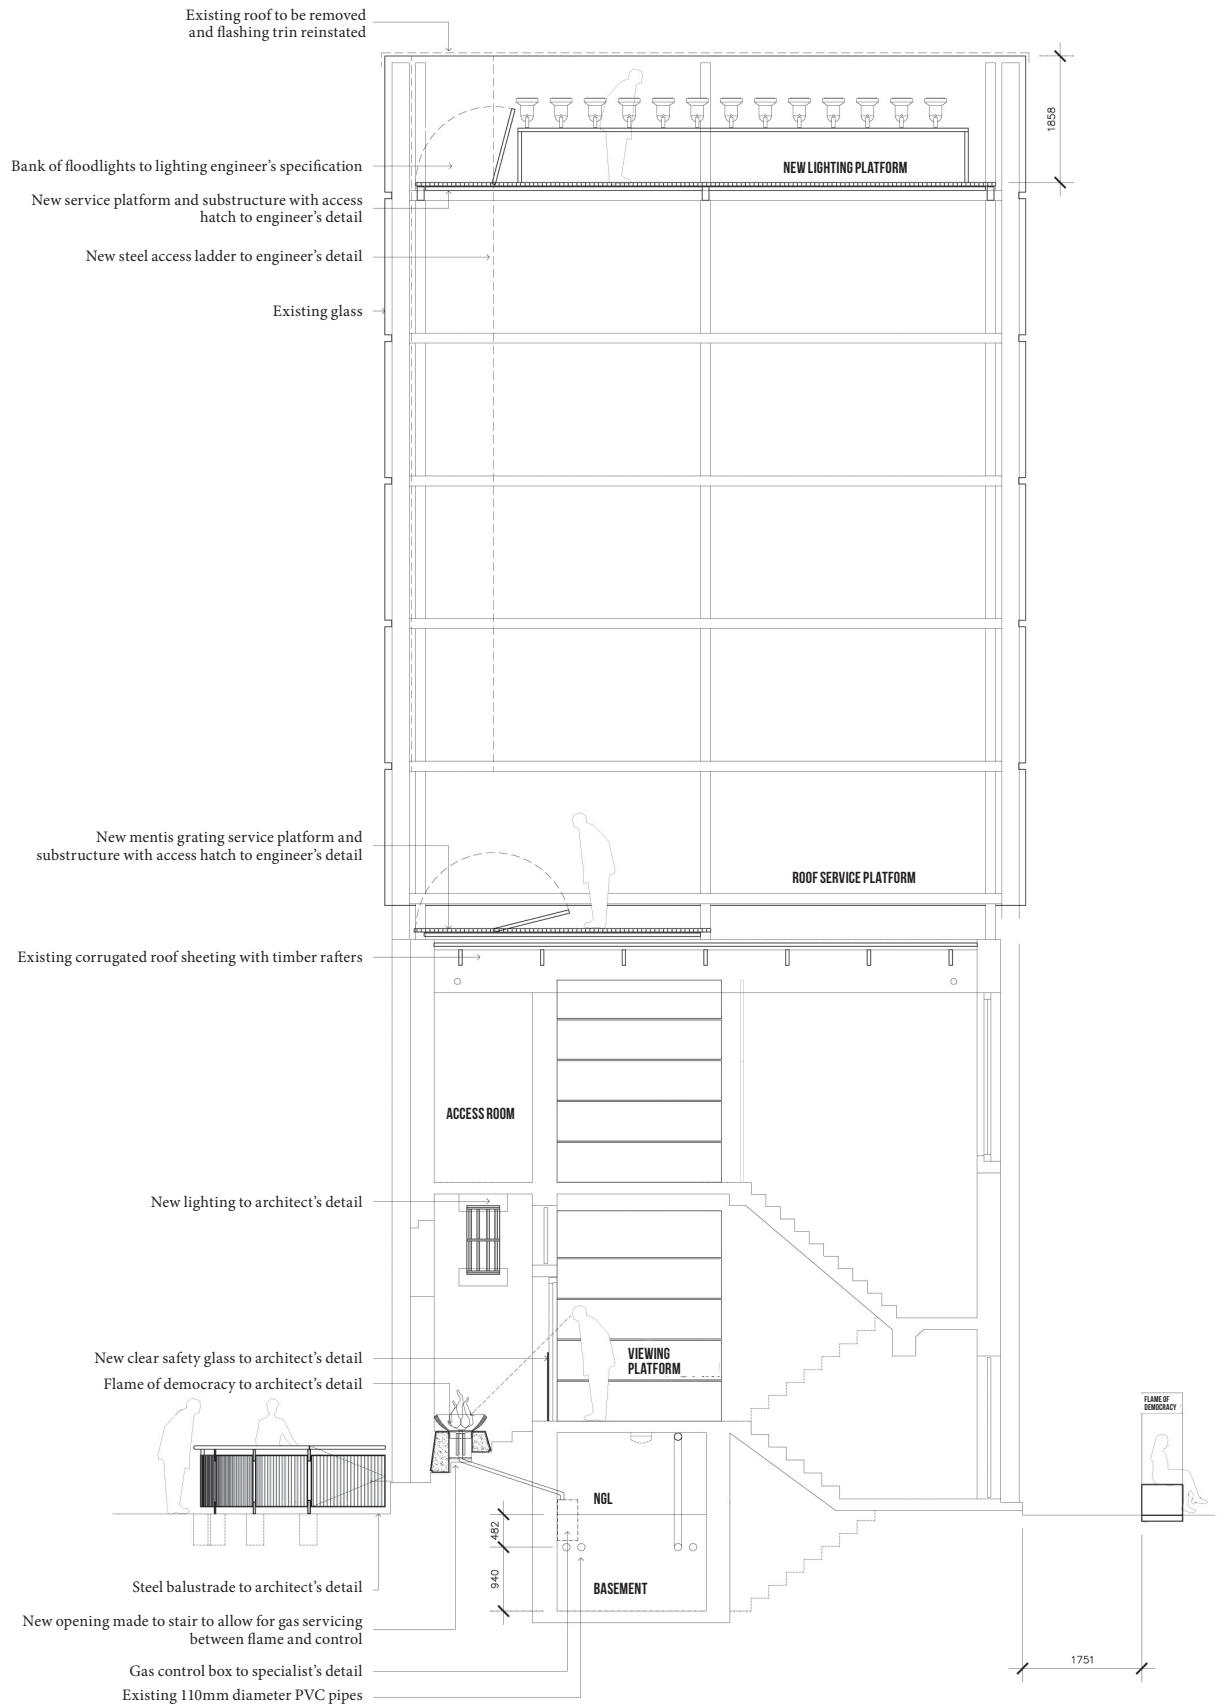 Existing roof to be removed
and flashing trin reinstated
1858
Bank of floodlights to lighting engineer's specification
NEW LIGHTING PLATFORM
New service platform and substructure with access
hatch to engineer's detail
New steel access ladder to engineer's detail
Existing glass
New mentis grating service platform and
substructure with access hatch to engineer's detail
ROOF SERVICE PLATFORM
Existing corrugated roof sheeting with timber rafters
ACCESS ROOM
New lighting to architect's detail
New clear safety glass to architect's detail
VIEWING
PLATFORM
Flame of democracy to architect's detail
FLAME OF
DEMOCRACY
NGL
482
940
BASEMENT
Steel balustrade to architect's detail
New opening made to stair to allow for gas servicing
between flame and control
Gas control box to specialist's detail
1751
Existing 110mm diameter PVC pipes